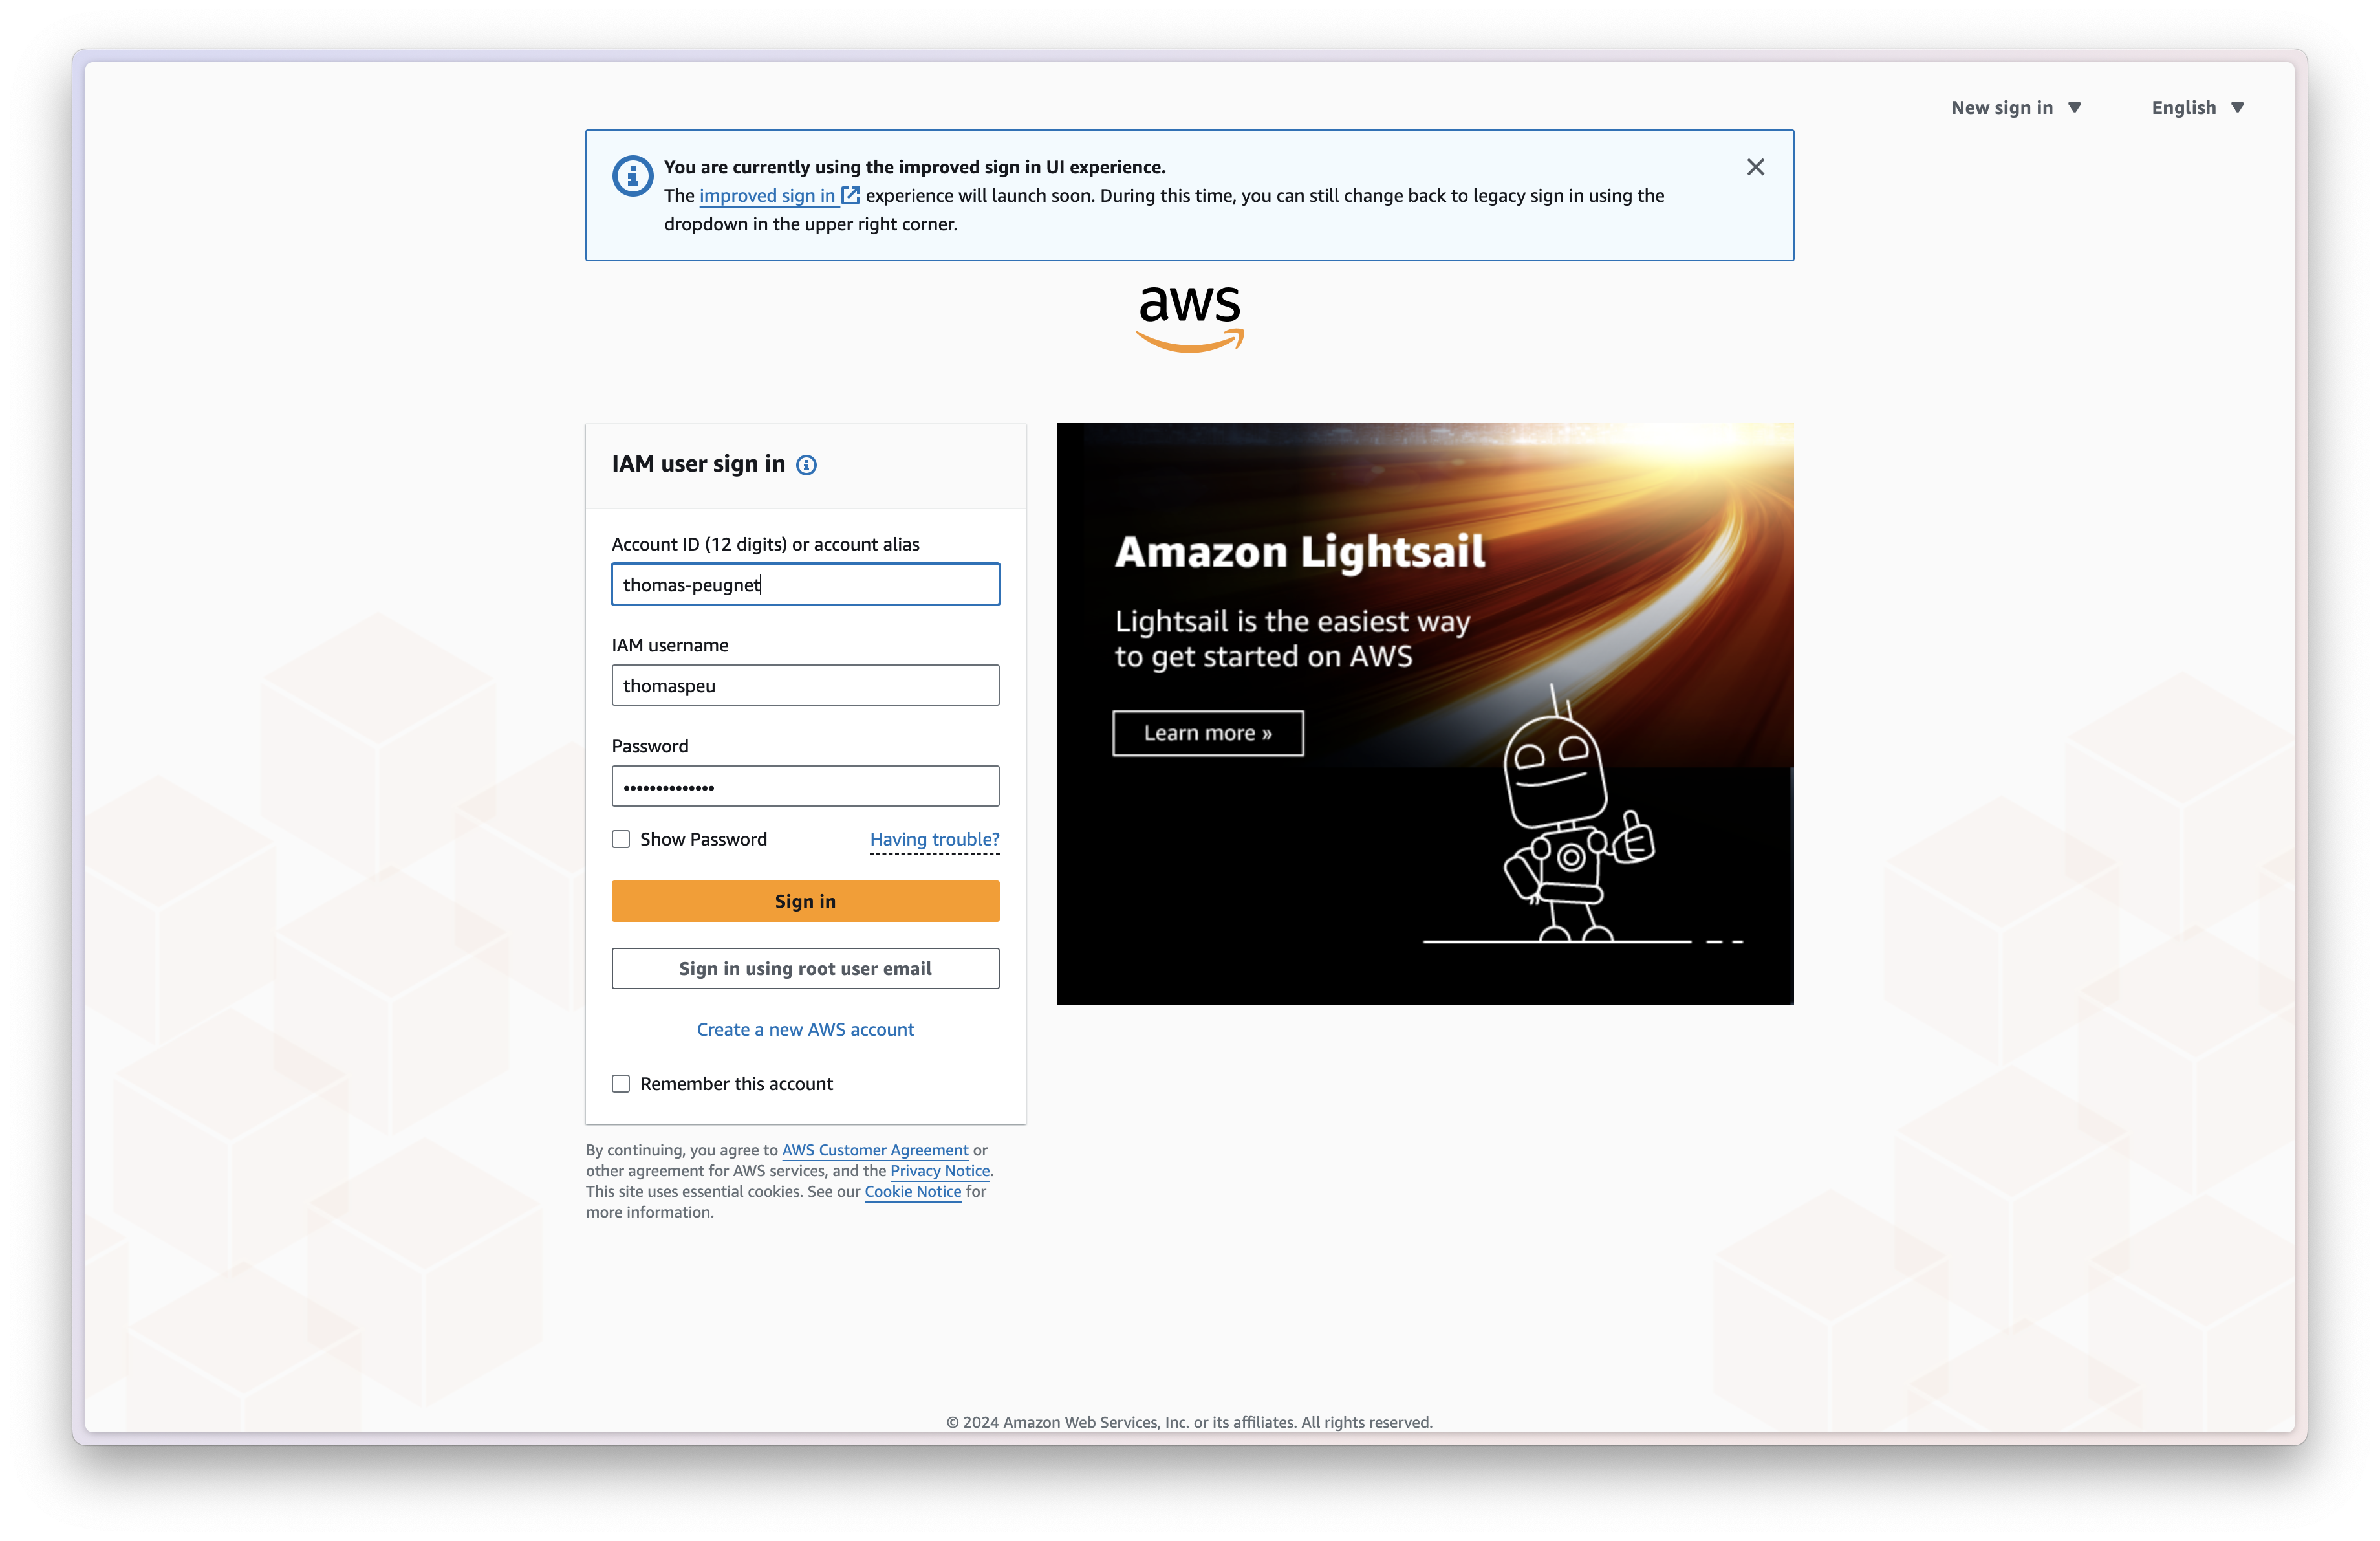 New sign in
English
You are currently using the improved sign in UI experience.
The improved sign in experience will launch soon. During this time, you can still change back to legacy sign in using the
dropdown in the upper right corner.
aws
IAM user sign in
Account ID (12 digits) or account alias
thomas-peugnet
IAM username
thomaspeu
Password
••••••••••••••
Show Password
Having trouble?
Sign in
Sign in using root user email
Create a new AWS account
Remember this account
By continuing, you agree to AWS Customer Agreement or
other agreement for AWS services, and the Privacy Notice.
This site uses essential cookies. See our Cookie Notice for
more information.
Amazon Lightsail
Lightsail is the easiest way
to get started on AWS
Learn more »
© 2024 Amazon Web Services, Inc. or its affiliates. All rights reserved.